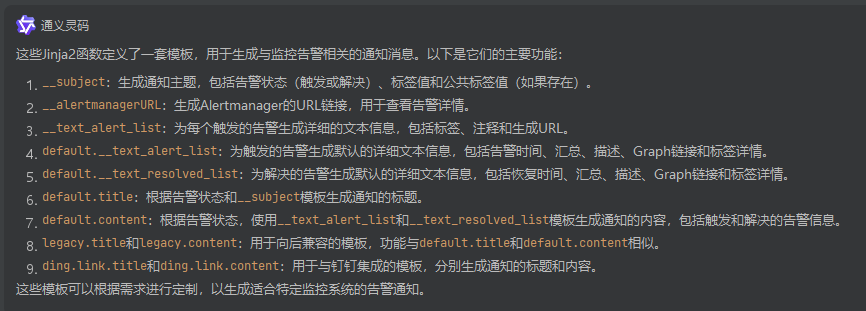 通义灵码
这些Jinja2函数定义了一套模板，用于生成与监控告警相关的通知消息。以下是它们的主要功能：
1. __subject：生成通知主题，包括告警状态（触发或解决）、标签值和公共标签值（如果存在）。
2. __alertmanagerURL：生成Alertmanager的URL链接，用于查看告警详情。
3. __text_alert_list：为每个触发的告警生成详细的文本信息，包括标签、注释和生成URL。
4. default.__text_alert_list：为触发的告警生成默认的详细文本信息，包括告警时间、汇总、描述、Graph链接和标签详情。
5. default.__text_resolved_list：为解决的告警生成默认的详细文本信息，包括恢复时间、汇总、描述、Graph链接和标签详情。
6. default.title：根据告警状态和__subject模板生成通知的标题。
7. default.content：根据告警状态，使用__text_alert_list和__text_resolved_list模板生成通知的内容，包括触发和解决的告警信息。
8. legacy.title和legacy.content：用于向后兼容的模板，功能与default.title和default.content相似。
9. ding.link.title和ding.link.content：用于与钉钉集成的模板，分别生成通知的标题和内容。
这些模板可以根据需求进行定制，以生成适合特定监控系统的告警通知。